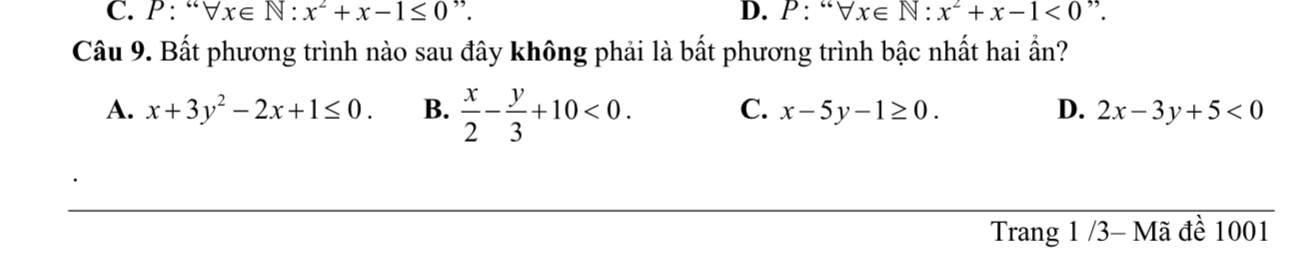 C. P: “∀x∈ ℕ : x² + x − 1 ≤ 0”. D. P: “∀x∈ ℕ : x² + x − 1 < 0”.
Câu 9. Bất phương trình nào sau đây không phải là bất phương trình bậc nhất hai ẩn?
A. x + 3y² − 2x + 1 ≤ 0. B. x/2 − y/3 + 10 < 0. C. x − 5y − 1 ≥ 0. D. 2x − 3y + 5 < 0
.
Trang 1 /3– Mã đề 1001